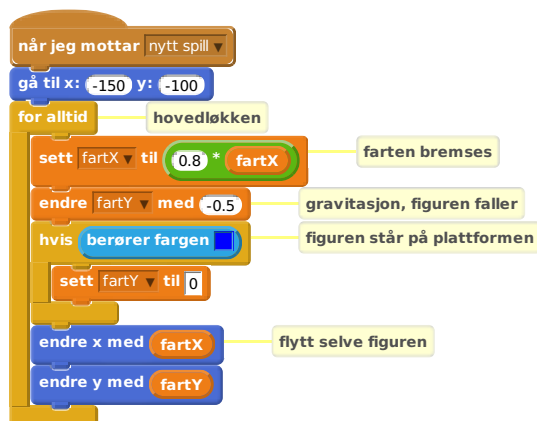 når jeg mottar nytt spill
gå til x: -150 y: -100
for alltid hovedløkken
sett fartX til 0.8 * fartX farten bremses
endre fartY med -0.5 gravitasjon, figuren faller
hvis berører fargen figuren står på plattformen
sett fartY til 0
endre x med fartX flytt selve figuren
endre y med fartY